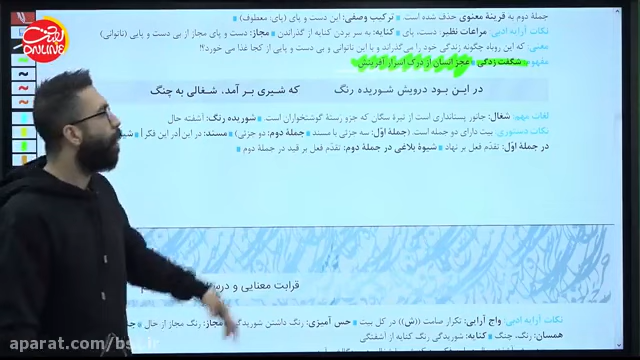 جملهٔ دوم به قرینهٔ معنوی حذف شده است. ■ ترکیب وصفی: این دست و پای (پای: معطوف) ■
نکات آرایه ادبی: مراعات نظیر: دست، پای ■ کنایه: به سر بردن کنایه از گذراندن ■ مجاز: دست و پای مجاز از بی دست و پایی (ناتوانی)
معنی: که این روباه چگونه زندگی خود را می‌گذراند و با این ناتوانی و بی دست و پایی از کجا غذا می خورد؟!
مفهوم: شگفت زدگی ■ عجز انسان از درک اسرار آفرینش
در این بود درویش شوریده رنگ که شیری بر آمد، شغالی به چنگ
لغات مهم: شغال: جانور پستانداری است از تیرهٔ سگان که جزو رستهٔ گوشتخواران است. ■ شوریده رنگ: آشفته حال
نکات دستوری: بیت دارای دو جمله است. (جملهٔ اوّل: سه جزئی با مسند ■ جملهٔ دوم: دو جزئی) ■ مسند: در این [در این فکر] ■
در جملهٔ اوّل: تقدّم فعل بر نهاد ■ شیوهٔ بلاغی در جملهٔ دوم: تقدّم فعل بر قید در جملهٔ دوم ■
قرابت معنایی و
نکات آرایه ادبی: واج آرایی: تکرار صامت ((ش)) در کل بیت ■ حس آمیزی: رنگ داشتن شوریدگی ■ مجاز: رنگ مجاز از حال ■
همسان: رنگ، چنگ ■ کنایه: شوریدگی رنگ کنایه از آشفتگی
ONLINE
aparat.com/bs